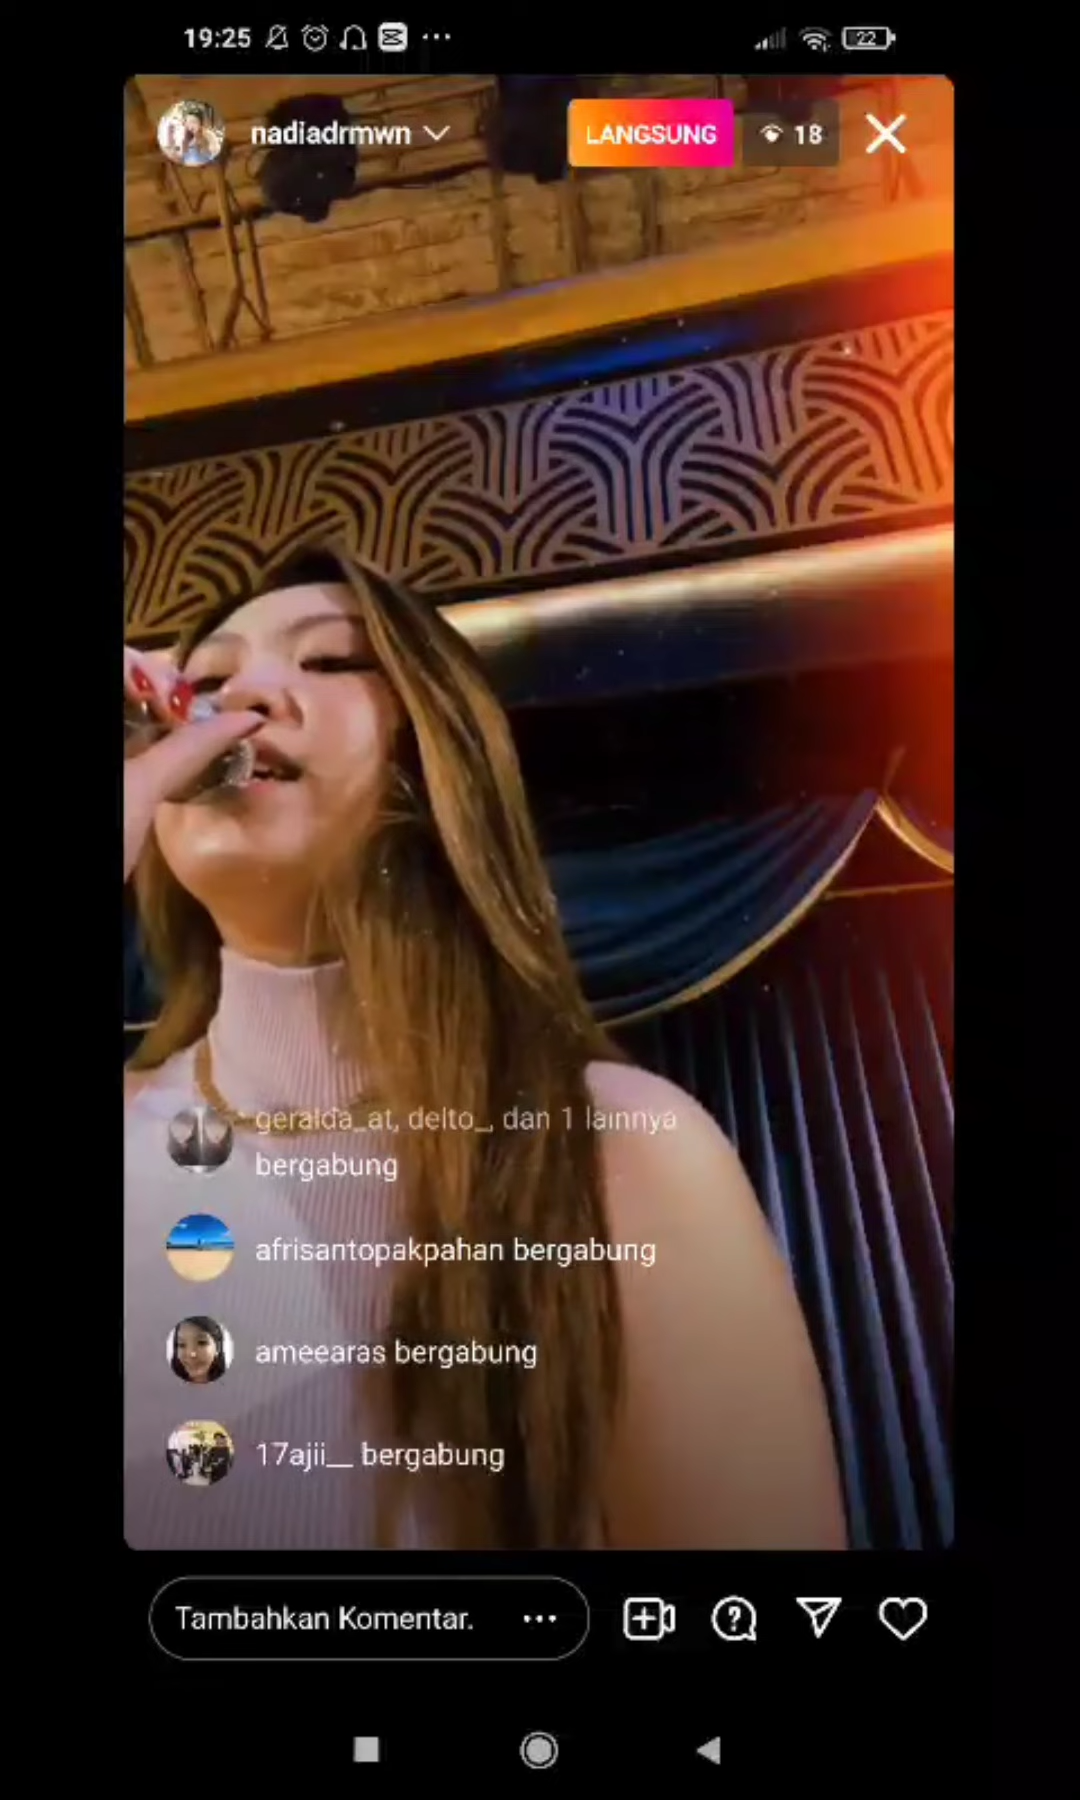 19:25
22
nadiadrmwn
LANGSUNG
18
geralda_at, delto_, dan 1 lainnya
bergabung
afrisantopakpahan bergabung
ameearas bergabung
17ajii__ bergabung
Tambahkan Komentar.